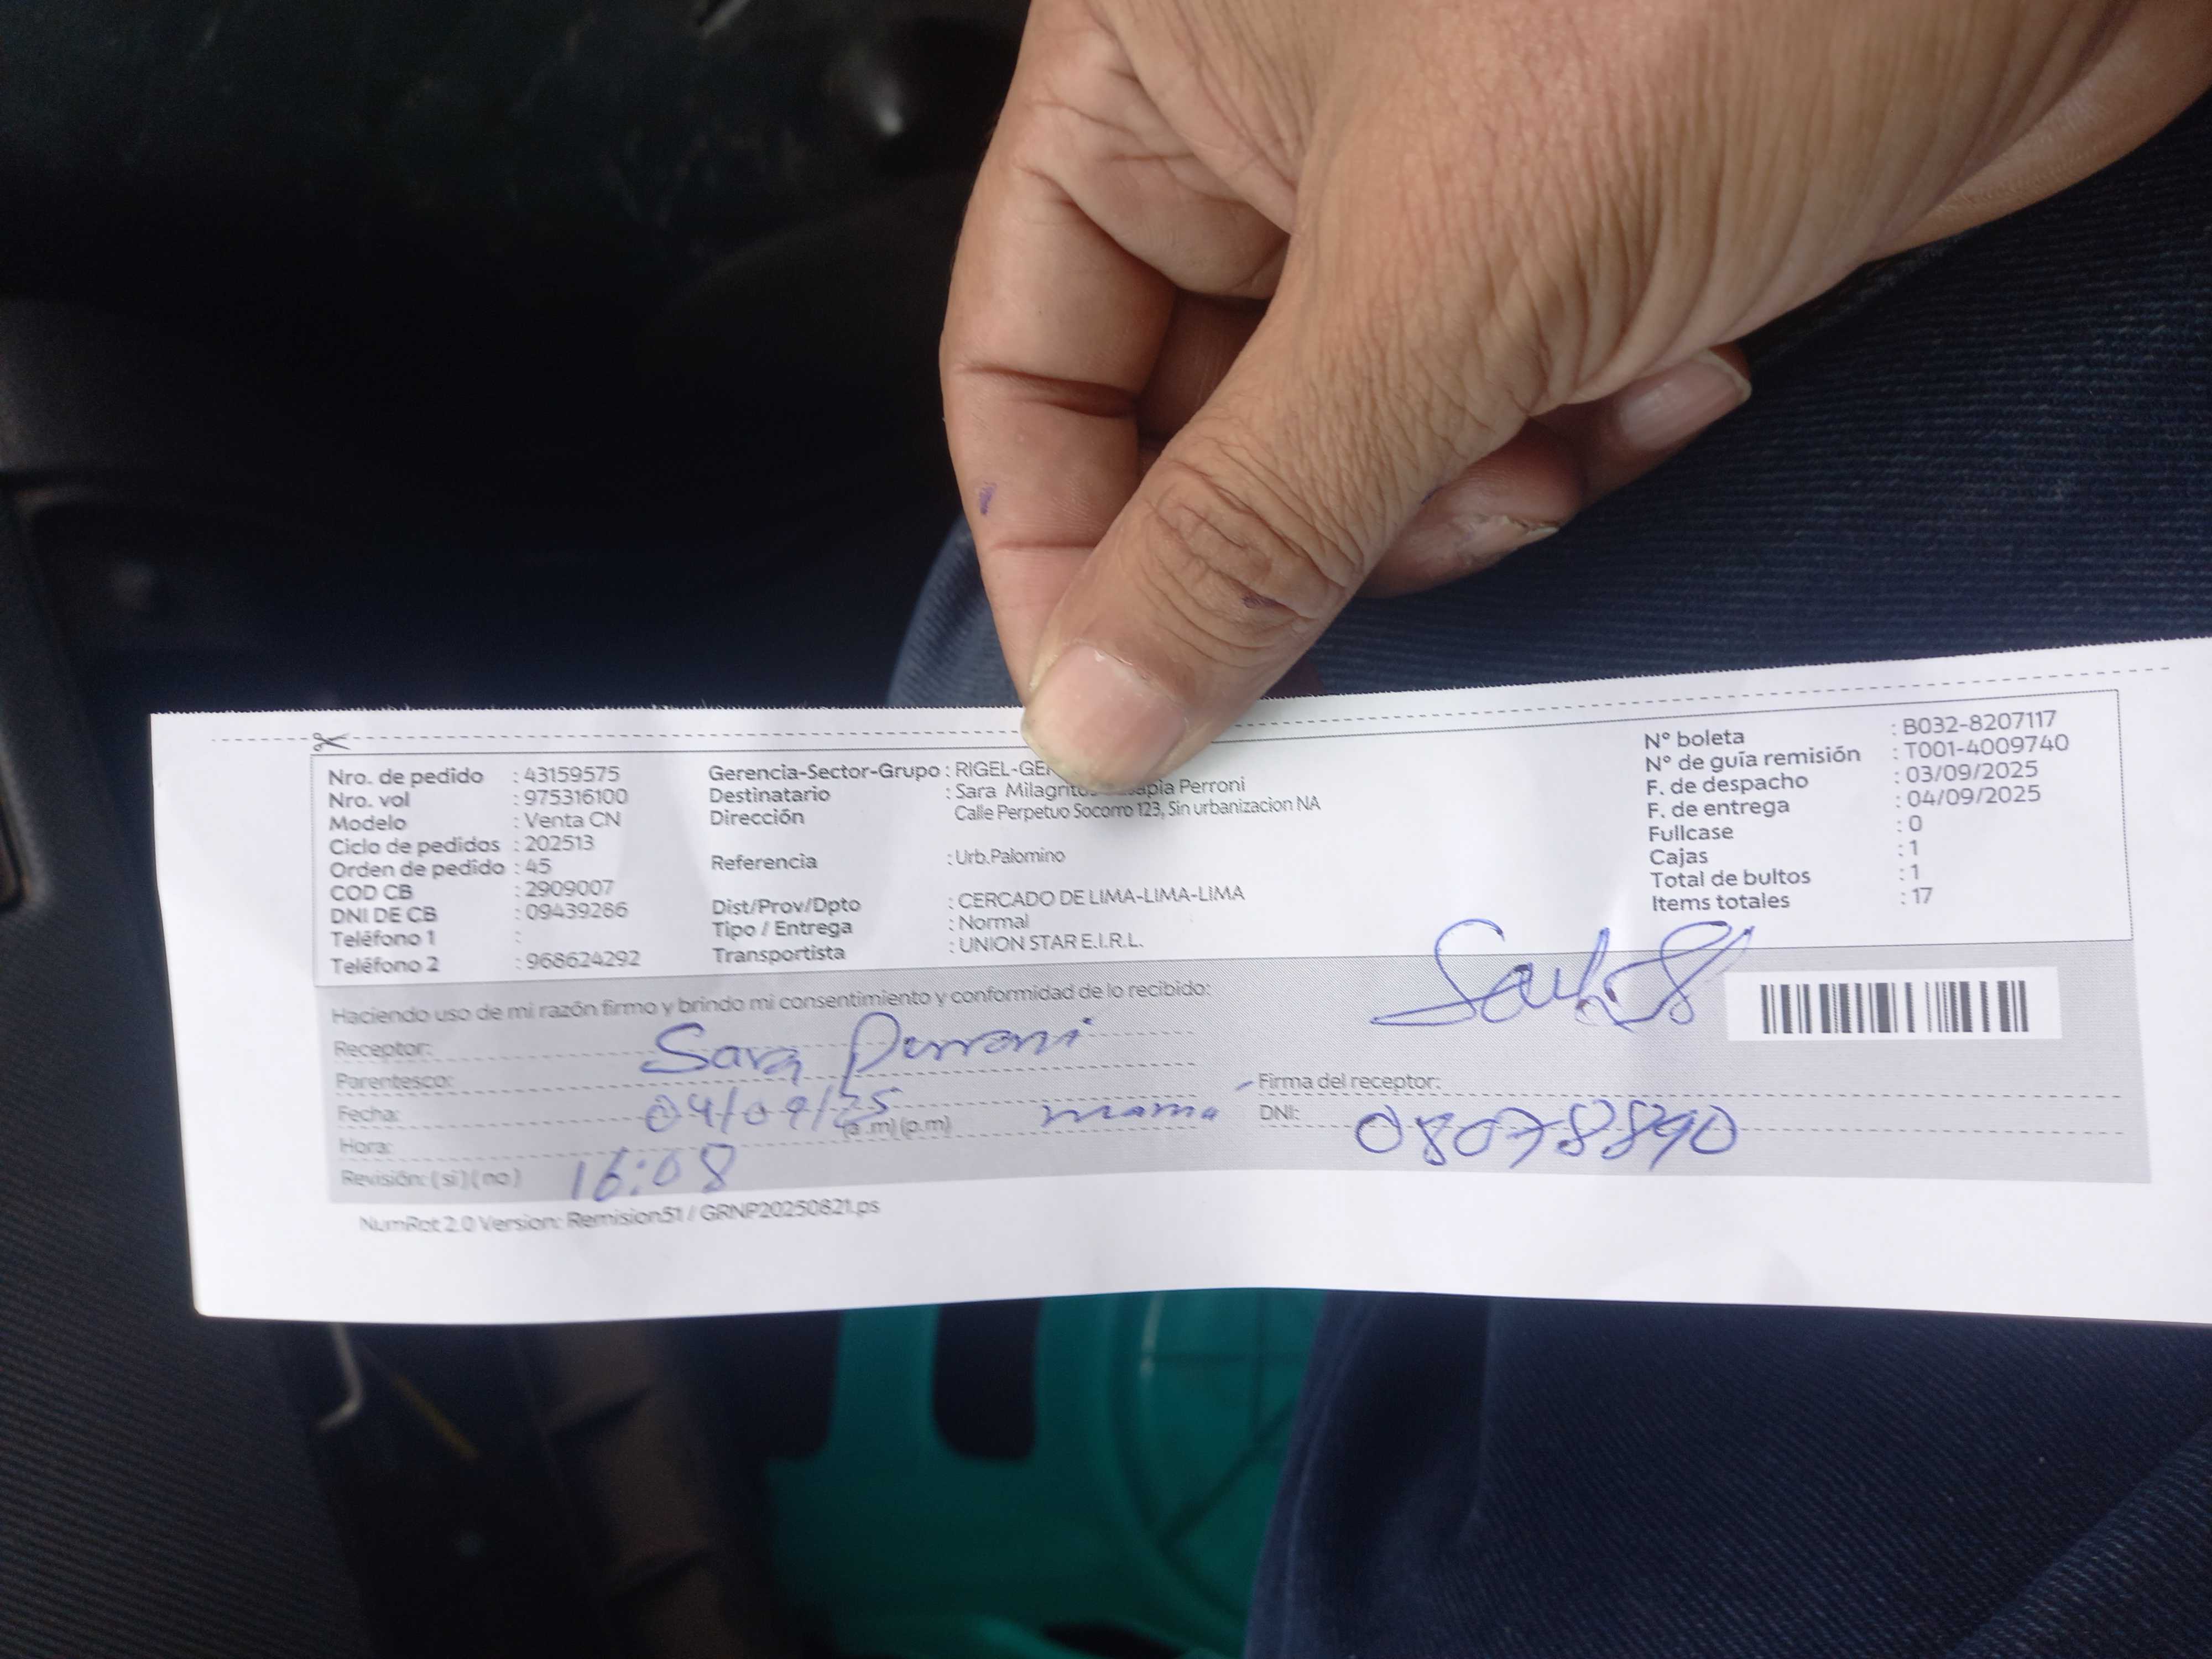 Nro. de pedido : 43159575
Nro. vol : 975316100
Modelo : Venta CN
Ciclo de pedidos : 202513
Orden de pedido : 45
COD CB : 2909007
DNI DE CB : 09439286
Teléfono 1 :
Teléfono 2 : 968624292
Gerencia-Sector-Grupo : RIGEL-GE
Destinatario : Sara Milagritos Perroni
Dirección Calle Perpetuo Socorro 123, Sin urbanizacion NA
Referencia : Urb.Palomino
Dist/Prov/Dpto : CERCADO DE LIMA-LIMA-LIMA
Tipo / Entrega : Normal
Transportista : UNION STAR E.I.R.L.
N° boleta : B032-8207117
N° de guía remisión : T001-4009740
F. de despacho : 03/09/2025
F. de entrega : 04/09/2025
Fullcase : 0
Cajas : 1
Total de bultos : 1
Items totales : 17
Haciendo uso de mi razón firmo y brindo mi consentimiento y conformidad de lo recibido:
Receptor: Sara Perroni
Parentesco: mama
Fecha: 04/09/25
Hora: (a .m) (p.m)
Revisión: ( si ) ( no ) 16:08
Firma del receptor:
DNI: 08078890
NumRot 2.0 Version: Remision51 / GRNP20250821.ps